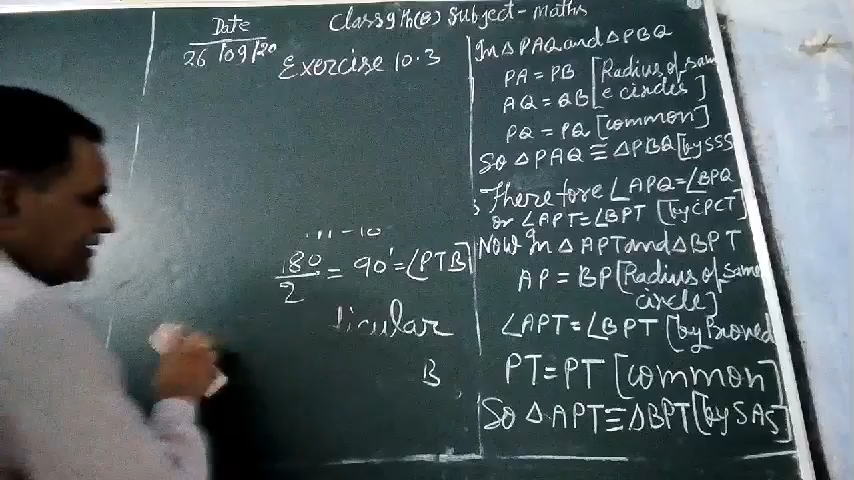 Class 9th(B) Subject - maths
Date
26/09/20
Exercise 10.3
180/2 = 90° = ∠PTB
ticular
B
In △PAQ and △PBQ
PA = PB [Radius of sam
AQ = QB e circles]
PQ = PQ [common]
So △PAQ ≅ △PBQ [by SSS
Therefore ∠APQ = ∠BPQ
or ∠APT = ∠BPT [by CPCT]
Now In △APT and △BPT
AP = BP [Radius of same
circle]
∠APT = ∠BPT [by Proved
PT = PT [common]
So △APT ≅ △BPT [by SAS]